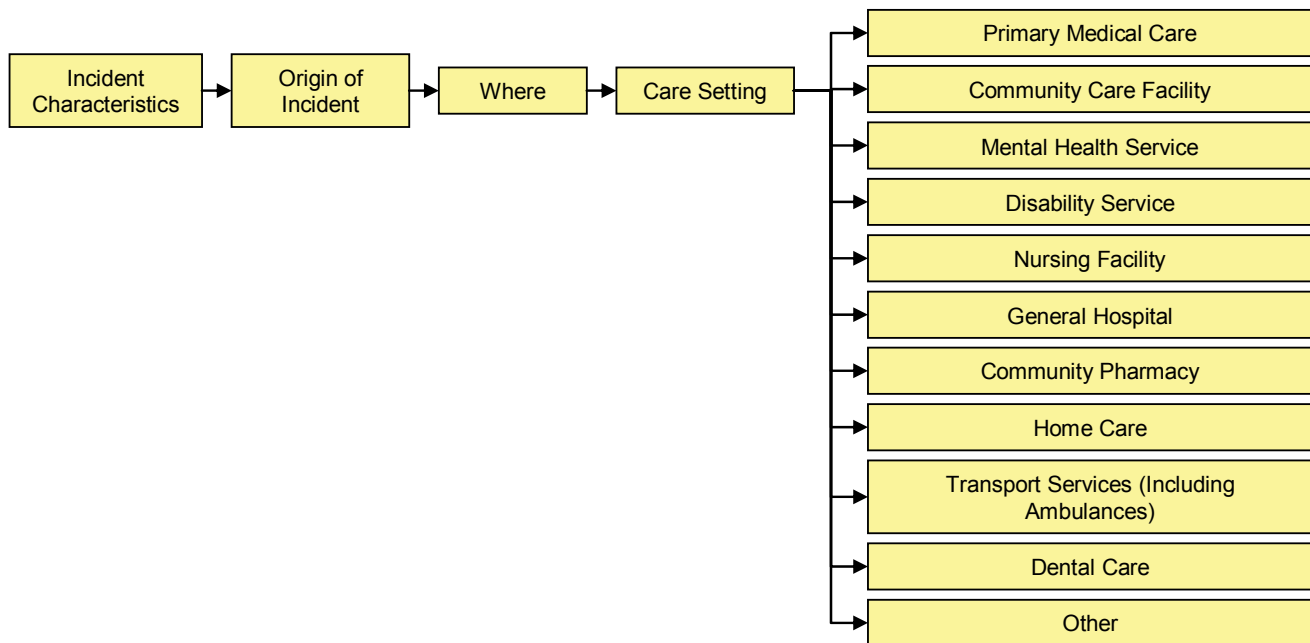 Incident
Characteristics
Origin of
Incident
Where
Care Setting
Primary Medical Care
Community Care Facility
Mental Health Service
Disability Service
Nursing Facility
General Hospital
Community Pharmacy
Home Care
Transport Services (Including
Ambulances)
Dental Care
Other